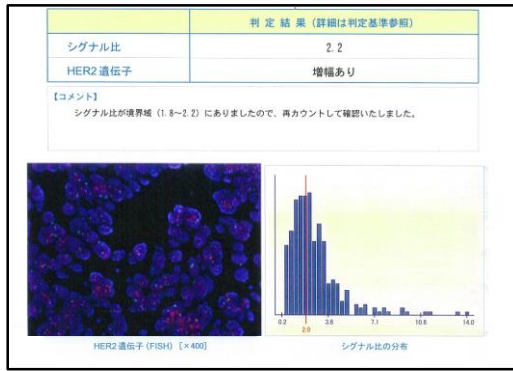 判定結果（詳細は判定基準参照）
シグナル比 2.2
HER2遺伝子 増幅あり
【コメント】
シグナル比が境界域（1.8～2.2）にありましたので、再カウントして確認いたしました。
0.2 3.6 7.1 10.6 14.0
2.0
HER2遺伝子(FISH)［×400］ シグナル比の分布